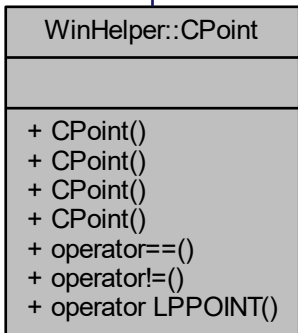 WinHelper::CPoint
+ CPoint()
+ CPoint()
+ CPoint()
+ CPoint()
+ operator==()
+ operator!=()
+ operator LPPOINT()